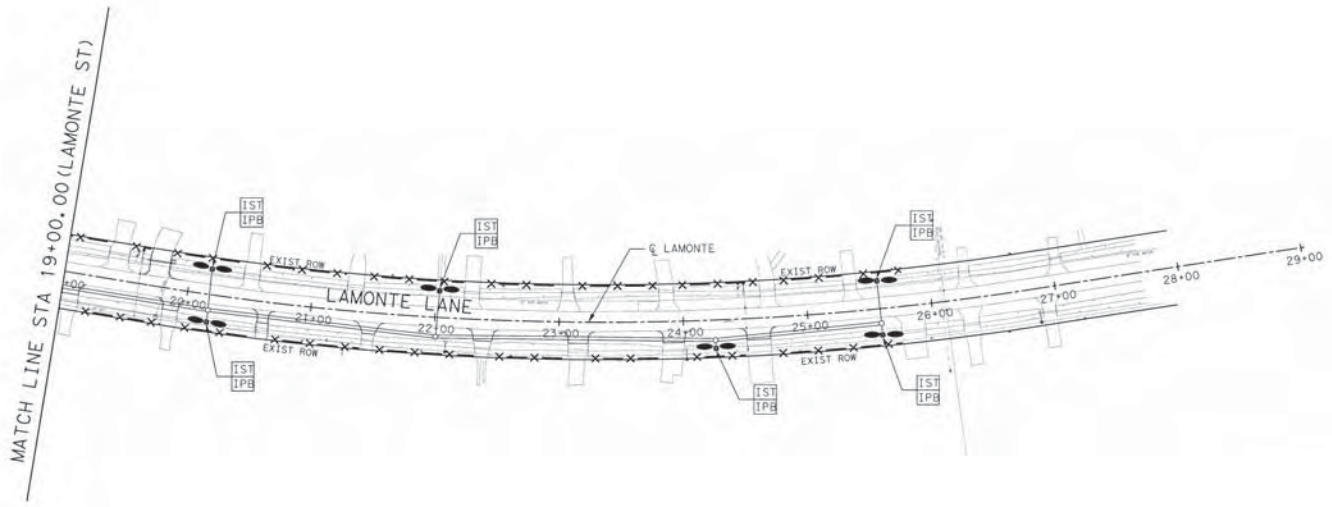 MATCH LINE STA 19+00.00 (LAMONTE ST)
IST
IPB
IST
IPB
IST
IPB
EXIST ROW
℄ LAMONTE
EXIST ROW
+00
20+00
LAMONTE LANE
21+00
22+00
23+00
24+00
25+00
26+00
27+00
28+00
29+00
EXIST ROW
EXIST ROW
IST
IPB
IST
IPB
IST
IPB